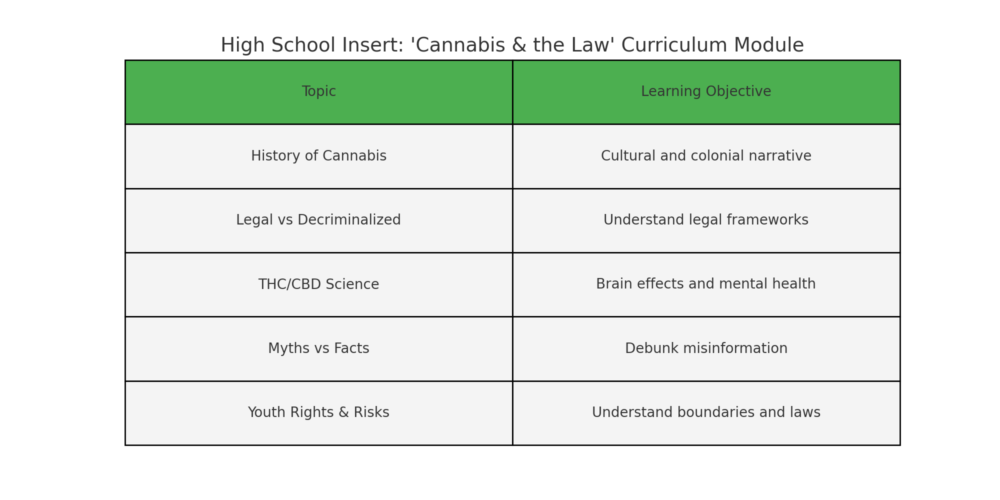 High School Insert: 'Cannabis & the Law' Curriculum Module
Topic Learning Objective
History of Cannabis Cultural and colonial narrative
Legal vs Decriminalized Understand legal frameworks
THC/CBD Science Brain effects and mental health
Myths vs Facts Debunk misinformation
Youth Rights & Risks Understand boundaries and laws